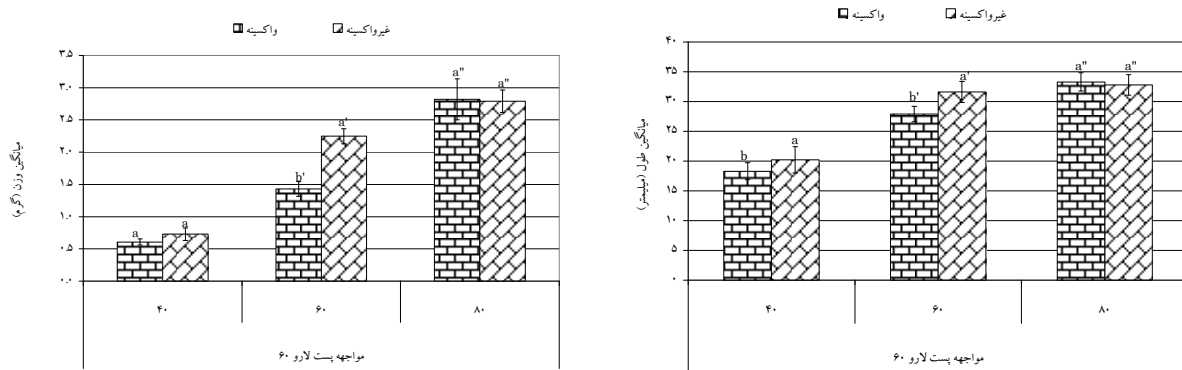 واکسینه غیرواکسینه
میانگین وزن (گرم)
۳.۵
۳.۰
۲.۵
۲.۰
۱.۵
۱.۰
۰.۵
۰.۰
a a b' a' a" a"
۴۰ ۶۰ ۸۰
مواجهه پست لارو ۶۰
واکسینه غیرواکسینه
میانگین طول (میلیمتر)
۴۰
۳۵
۳۰
۲۵
۲۰
۱۵
۱۰
۵
۰
b a b' a' a" a"
۴۰ ۶۰ ۸۰
مواجهه پست لارو ۶۰